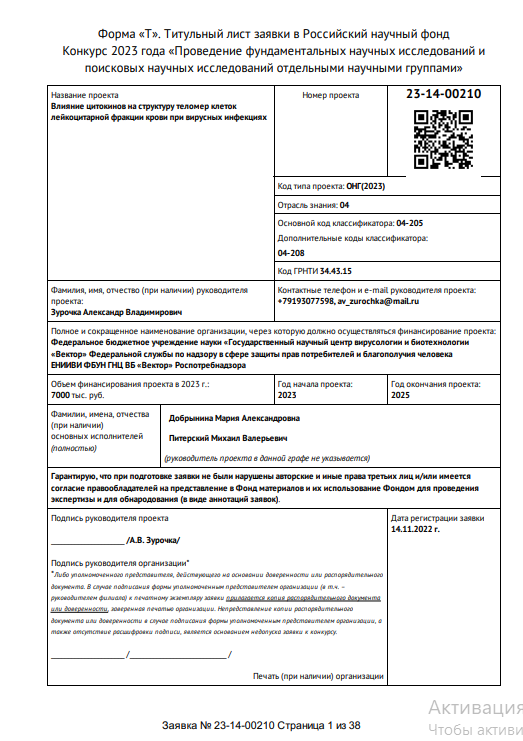 Форма «Т». Титульный лист заявки в Российский научный фонд
Конкурс 2023 года «Проведение фундаментальных научных исследований и
поисковых научных исследований отдельными научными группами»
Название проекта
Влияние цитокинов на структуру теломер клеток
лейкоцитарной фракции крови при вирусных инфекциях
Номер проекта
23-14-00210
Код типа проекта: ОНГ(2023)
Отрасль знания: 04
Основной код классификатора: 04-205
Дополнительные коды классификатора:
04-208
Код ГРНТИ 34.43.15
Фамилия, имя, отчество (при наличии) руководителя
проекта:
Зурочка Александр Владимирович
Контактные телефон и e-mail руководителя проекта:
+79193077598, av_zurochka@mail.ru
Полное и сокращенное наименование организации, через которую должно осуществляться финансирование проекта:
Федеральное бюджетное учреждение науки «Государственный научный центр вирусологии и биотехнологии
«Вектор» Федеральной службы по надзору в сфере защиты прав потребителей и благополучия человека
ЕНИИВИ ФБУН ГНЦ ВБ «Вектор» Роспотребнадзора
Объем финансирования проекта в 2023 г.:
7000 тыс. руб.
Год начала проекта:
2023
Год окончания проекта:
2025
Фамилии, имена, отчества
(при наличии)
основных исполнителей
(полностью)
Добрынина Мария Александровна
Питерский Михаил Валерьевич
(руководитель проекта в данной графе не указывается)
Гарантирую, что при подготовке заявки не были нарушены авторские и иные права третьих лиц и/или имеется
согласие правообладателей на представление в Фонд материалов и их использование Фондом для проведения
экспертизы и для обнародования (в виде аннотаций заявок).
Подпись руководителя проекта
___________________ /А.В. Зурочка/
Дата регистрации заявки
14.11.2022 г.
Подпись руководителя организации*
*Либо уполномоченного представителя, действующего на основании доверенности или распорядительного
документа. В случае подписания формы уполномоченным представителем организации (в т.ч. –
руководителем филиала) к печатному экземпляру заявки прилагается копия распорядительного документа
или доверенности, заверенная печатью организации. Непредставление копии распорядительного
документа или доверенности в случае подписания формы уполномоченным представителем организации, а
также отсутствие расшифровки подписи, является основанием недопуска заявки к конкурсу.
___________________ /_________________________ /
Печать (при наличии) организации
Заявка № 23-14-00210 Страница 1 из 38
Активация
Чтобы активи